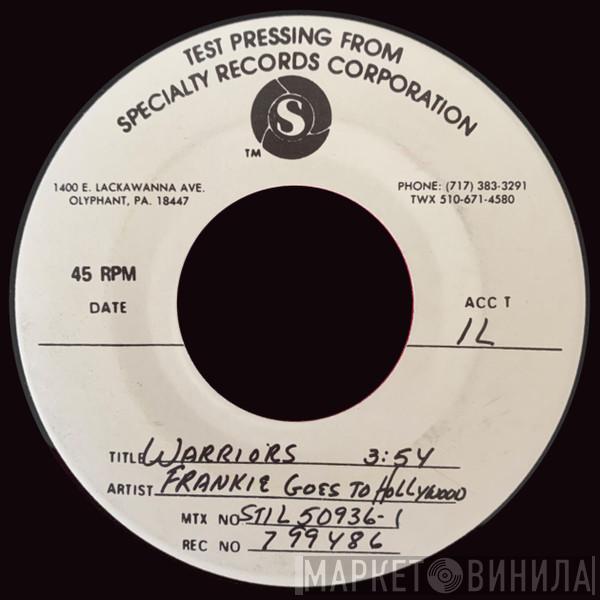 TEST PRESSING FROM
SPECIALTY RECORDS CORPORATION
S
TM
1400 E. LACKAWANNA AVE.
OLYPHANT, PA. 18447
PHONE: (717) 383-3291
TWX 510-671-4580
45 RPM
DATE
ACC T
IL
TITLE WARRIORS 3:54
ARTIST FRANKIE GOES TO HOLLYWOOD
MTX NO STIL 50936-1
REC NO 799486
МАРКЕТ ВИНИЛА